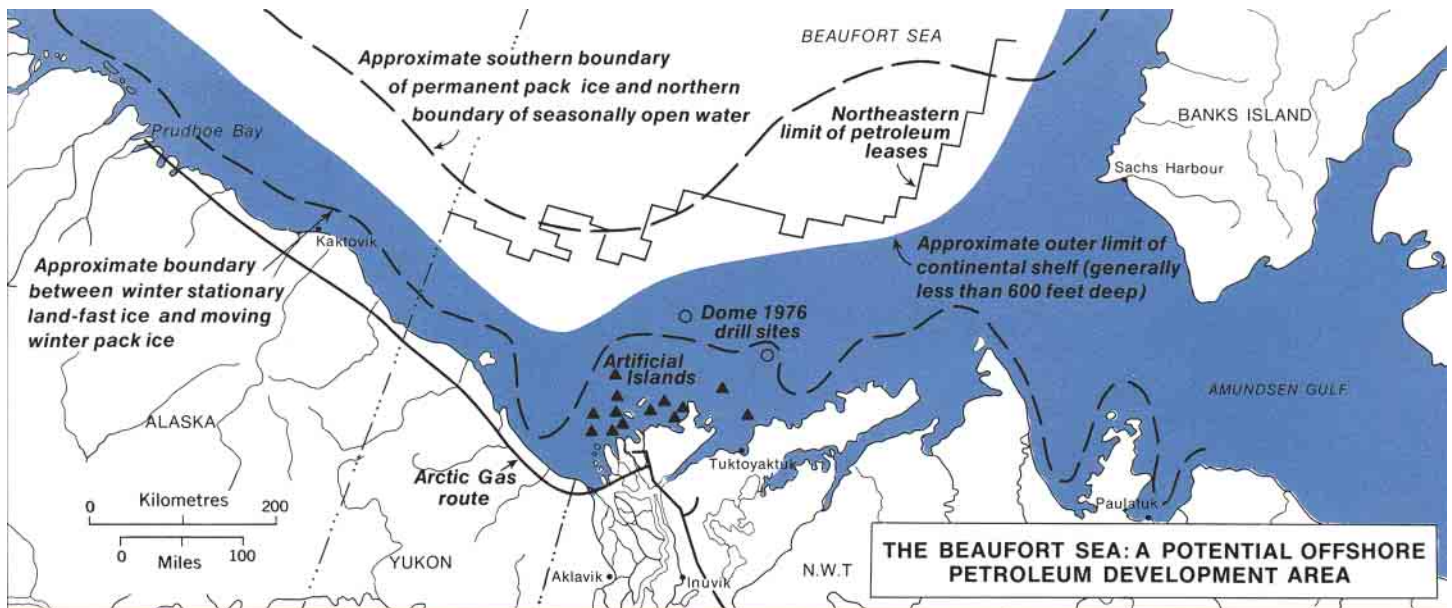 BEAUFORT SEA
Approximate southern boundary
of permanent pack ice and northern
boundary of seasonally open water
Northeastern
limit of petroleum
leases
BANKS ISLAND
Sachs Harbour
Prudhoe Bay
Kaktovik
Approximate boundary
between winter stationary
land-fast ice and moving
winter pack ice
Approximate outer limit of
continental shelf (generally
less than 600 feet deep)
Dome 1976
drill sites
Artificial
Islands
AMUNDSEN GULF
ALASKA
Arctic Gas
route
Tuktoyaktuk
Paulatuk
Kilometres
0 200
0 100
Miles
YUKON
Aklavik
Inuvik
N.W.T
THE BEAUFORT SEA: A POTENTIAL OFFSHORE
PETROLEUM DEVELOPMENT AREA